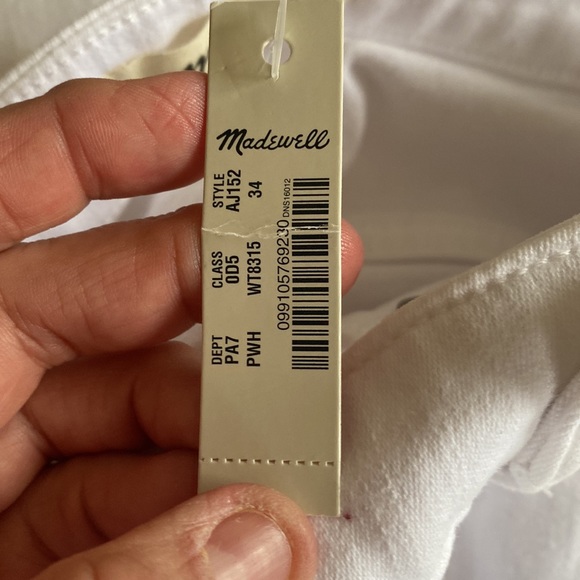 Madewell
STYLE
AJ152
34
CLASS
0D5
WT8315
DEPT
PA7
PWH
099105769230
DNS16012